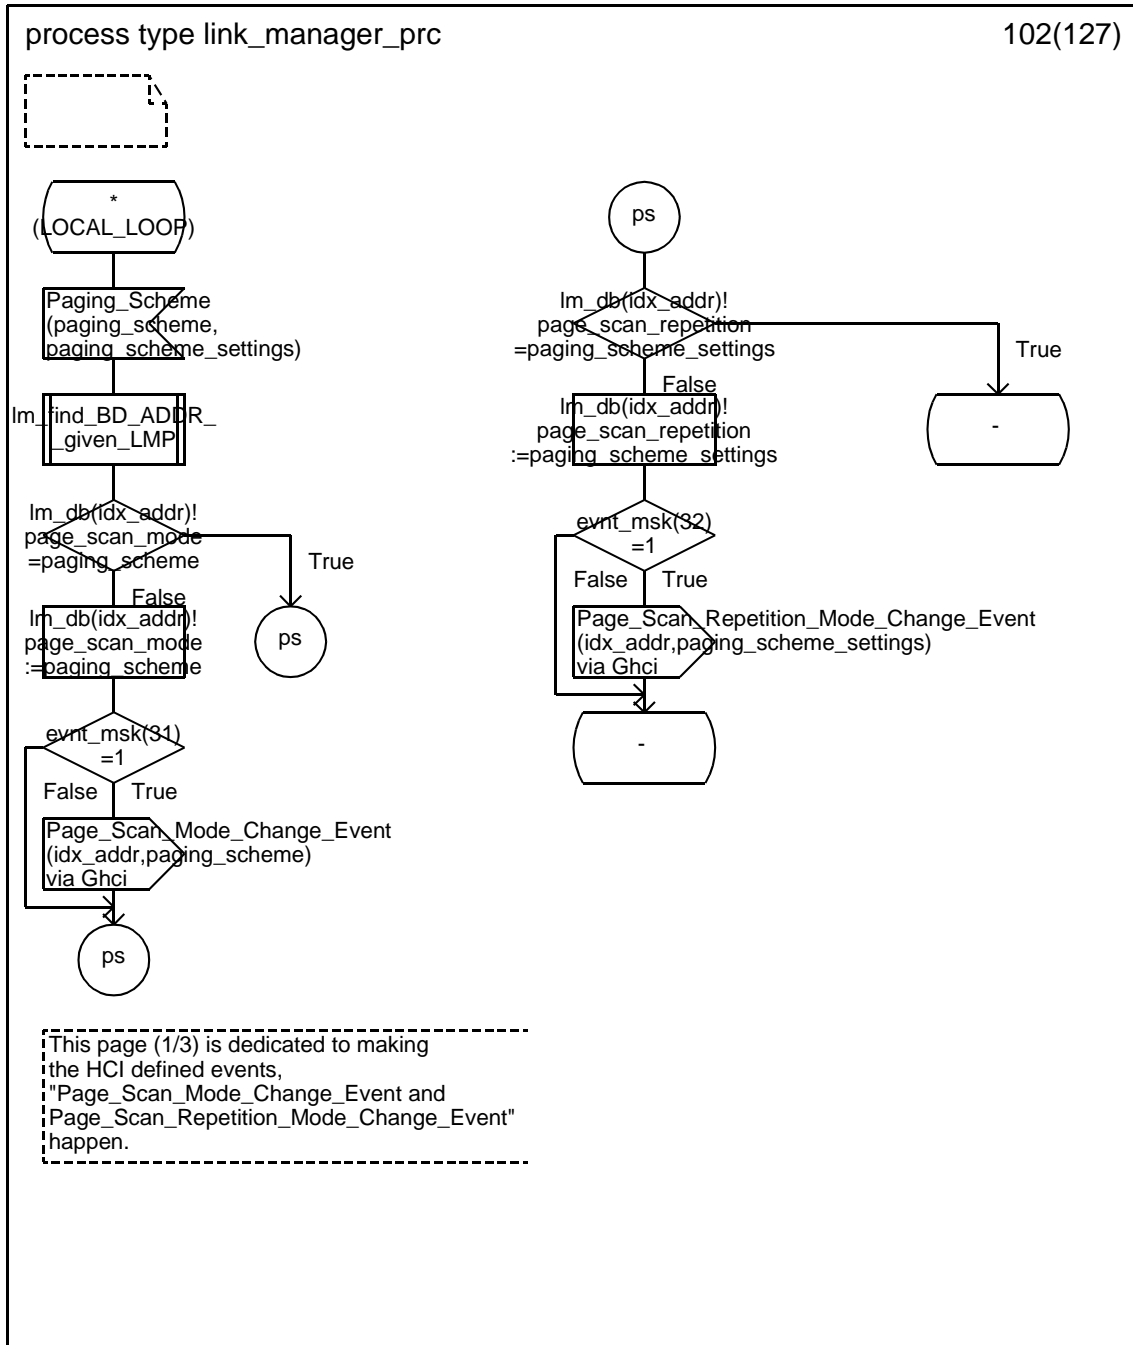 process type link_manager_prc
102(127)
*
(LOCAL_LOOP)
Paging_Scheme
(paging_scheme,
paging_scheme_settings)
lm_find_BD_ADDR_
_given_LMP
lm_db(idx_addr)!
page_scan_mode
=paging_scheme
True
False
lm_db(idx_addr)!
page_scan_mode
:=paging_scheme
ps
evnt_msk(31)
=1
False
True
Page_Scan_Mode_Change_Event
(idx_addr,paging_scheme)
via Ghci
ps
ps
lm_db(idx_addr)!
page_scan_repetition
=paging_scheme_settings
True
False
lm_db(idx_addr)!
page_scan_repetition
:=paging_scheme_settings
-
evnt_msk(32)
=1
False
True
Page_Scan_Repetition_Mode_Change_Event
(idx_addr,paging_scheme_settings)
via Ghci
-
This page (1/3) is dedicated to making
the HCI defined events,
"Page_Scan_Mode_Change_Event and
Page_Scan_Repetition_Mode_Change_Event"
happen.